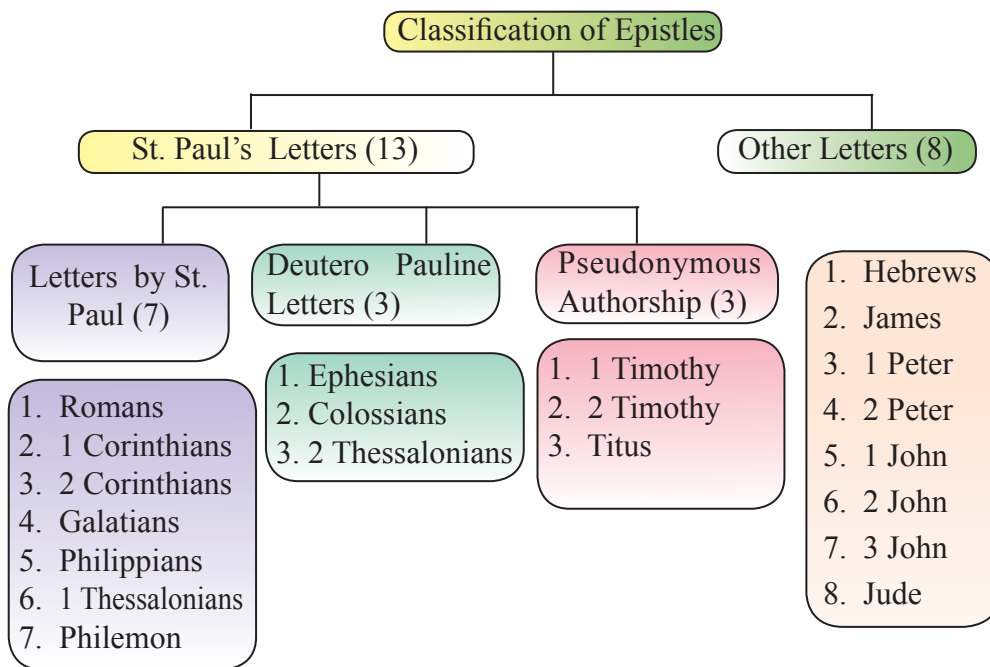 Classification of Epistles
St. Paul's Letters (13)
Other Letters (8)
Letters by St.
Paul (7)
Deutero Pauline
Letters (3)
Pseudonymous
Authorship (3)
1. Romans
2. 1 Corinthians
3. 2 Corinthians
4. Galatians
5. Philippians
6. 1 Thessalonians
7. Philemon
1. Ephesians
2. Colossians
3. 2 Thessalonians
1. 1 Timothy
2. 2 Timothy
3. Titus
1. Hebrews
2. James
3. 1 Peter
4. 2 Peter
5. 1 John
6. 2 John
7. 3 John
8. Jude